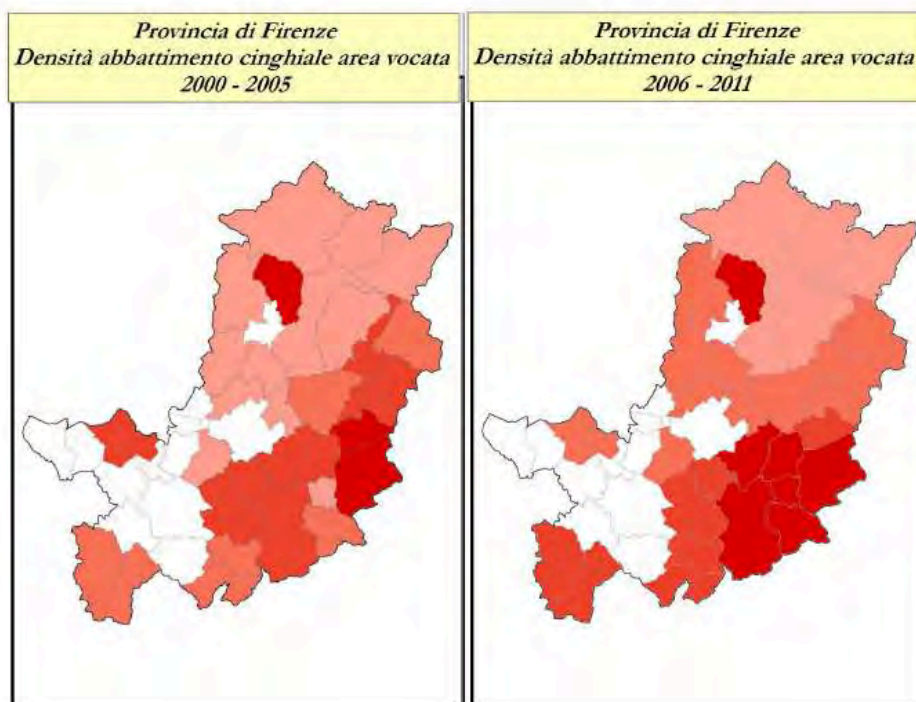 Provincia di Firenze
Densità abbattimento cinghiale area vocata
2000 - 2005
Provincia di Firenze
Densità abbattimento cinghiale area vocata
2006 - 2011